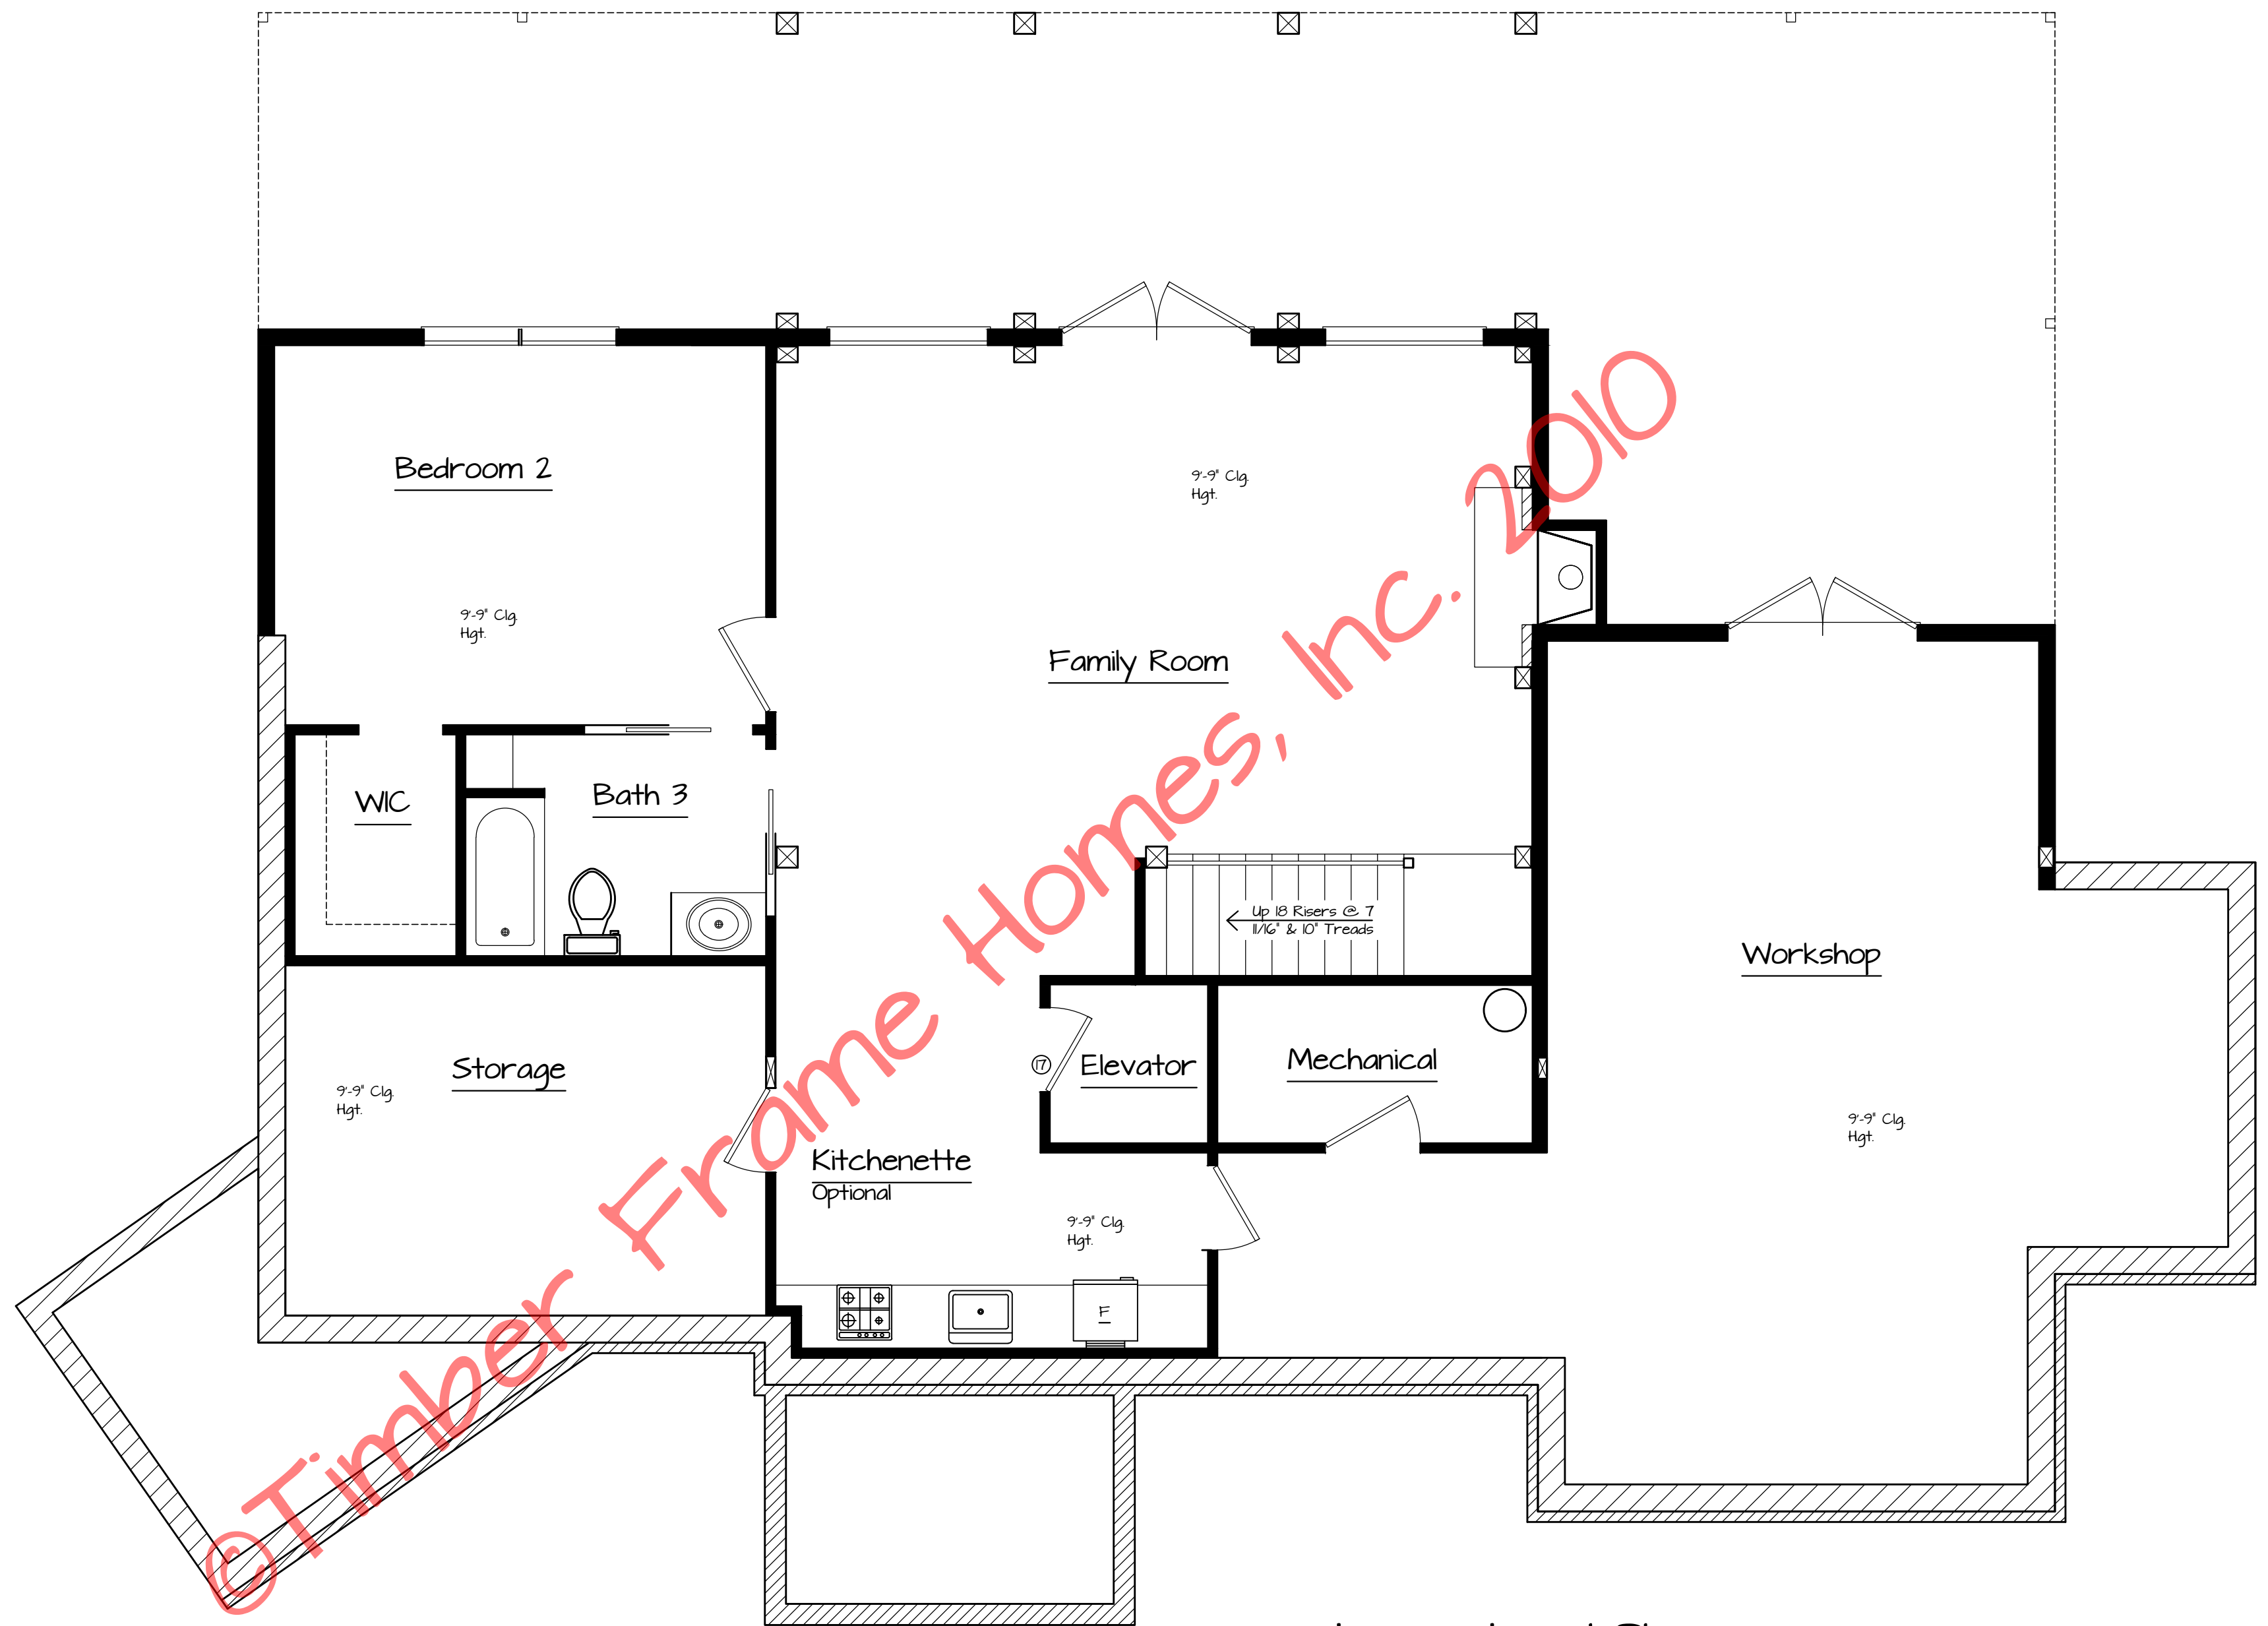 Bedroom 2
9'-9" Clg.
Hgt.
9'-9" Clg.
Hgt.
Family Room
WIC
Bath 3
Up 18 Risers @ 7
11/16" & 10" Treads
Workshop
Storage
9'-9" Clg.
Hgt.
17
Elevator
Mechanical
9'-9" Clg.
Hgt.
Kitchenette
Optional
9'-9" Clg.
Hgt.
F
©Timber Frame Homes, Inc. 2010